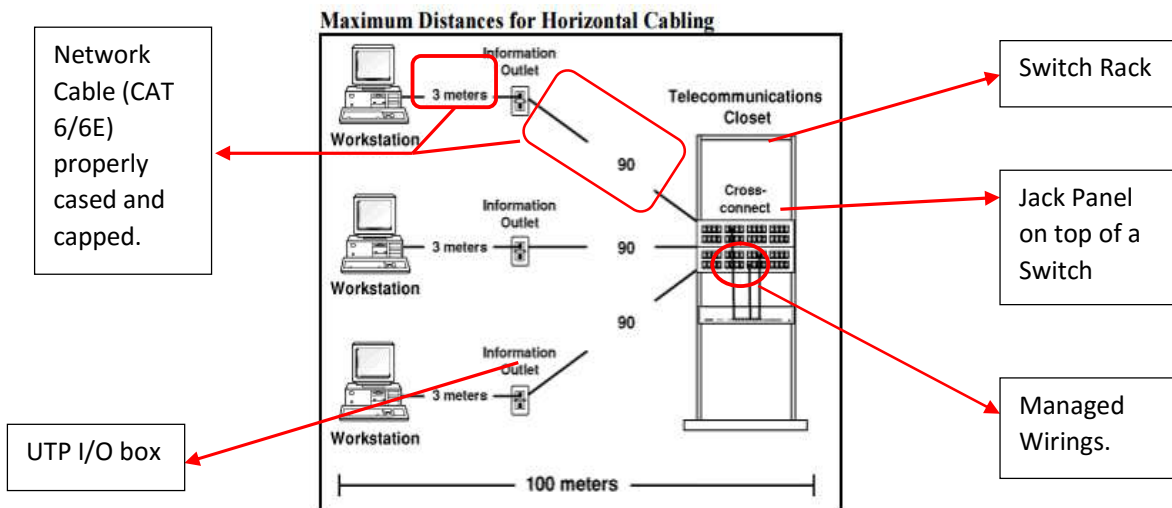 Maximum Distances for Horizontal Cabling
Network
Cable (CAT
6/6E)
properly
cased and
capped.
Information
Outlet
3 meters
Workstation
90
Telecommunications
Closet
Switch Rack
Cross-
connect
Jack Panel
on top of a
Switch
Information
Outlet
3 meters
Workstation
90
90
Information
Outlet
3 meters
Workstation
Managed
Wirings.
UTP I/O box
100 meters